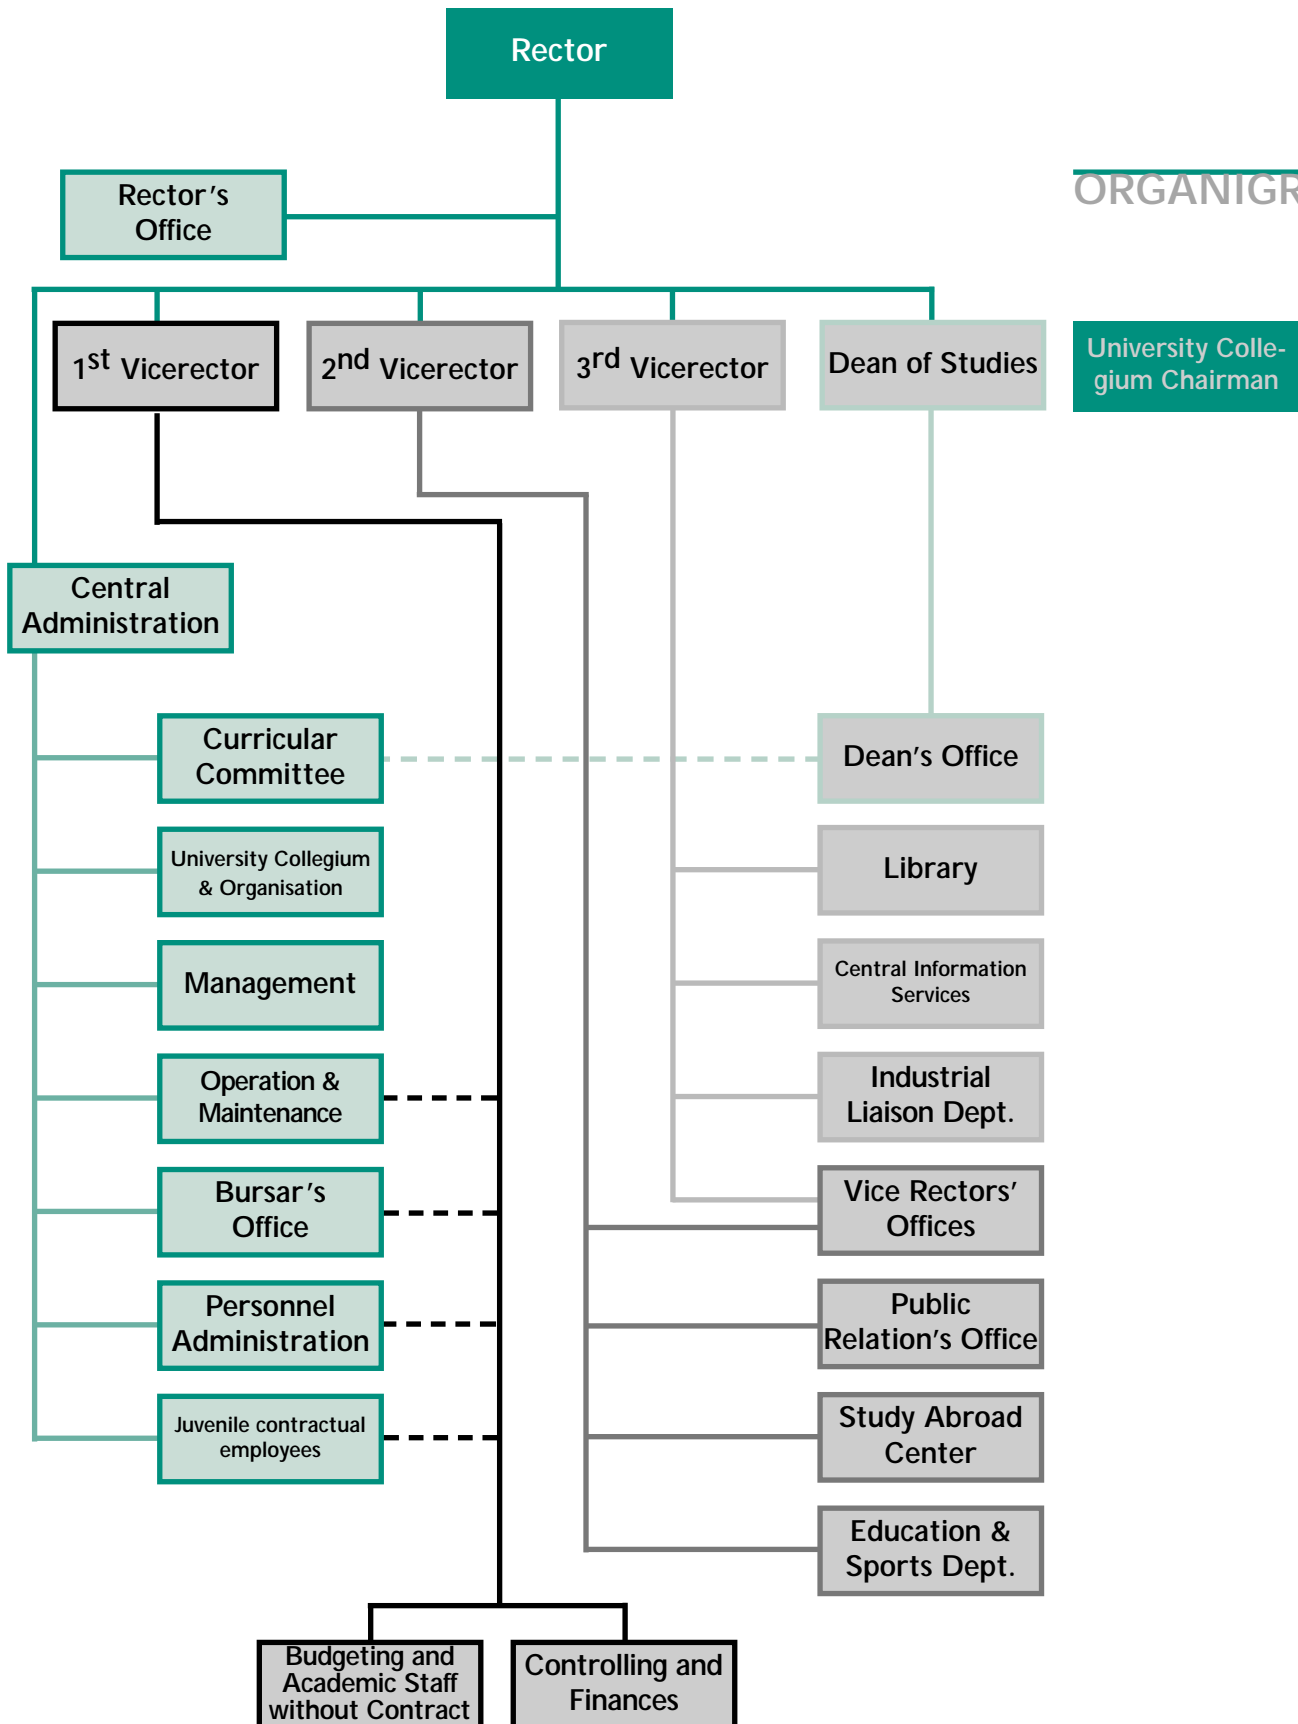 Rector
Rector's
Office
ORGANIGR
1st Vicerector
2nd Vicerector
3rd Vicerector
Dean of Studies
University Colle-
gium Chairman
Central
Administration
Curricular
Committee
Dean's Office
University Collegium
& Organisation
Library
Management
Central Information
Services
Operation &
Maintenance
Industrial
Liaison Dept.
Bursar's
Office
Vice Rectors'
Offices
Personnel
Administration
Public
Relation's Office
Juvenile contractual
employees
Study Abroad
Center
Education &
Sports Dept.
Budgeting and
Academic Staff
without Contract
Controlling and
Finances